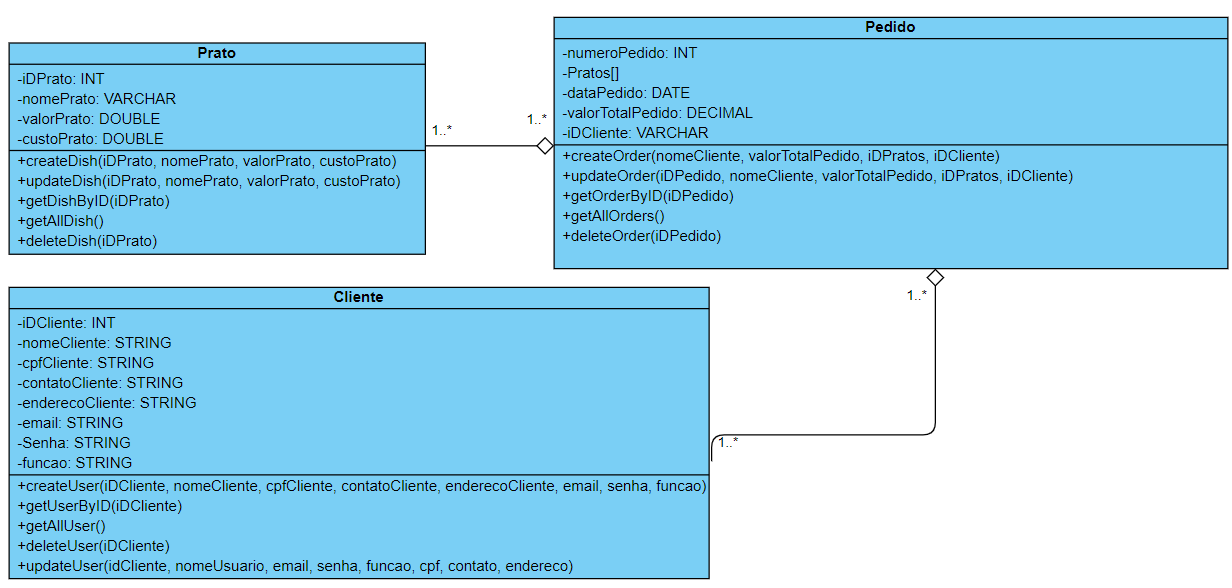 Prato
-iDPrato: INT
-nomePrato: VARCHAR
-valorPrato: DOUBLE
-custoPrato: DOUBLE
+createDish(iDPrato, nomePrato, valorPrato, custoPrato)
+updateDish(iDPrato, nomePrato, valorPrato, custoPrato)
+getDishByID(iDPrato)
+getAllDish()
+deleteDish(iDPrato)
1..*
1..*
Pedido
-numeroPedido: INT
-Pratos[]
-dataPedido: DATE
-valorTotalPedido: DECIMAL
-iDCliente: VARCHAR
+createOrder(nomeCliente, valorTotalPedido, iDPratos, iDCliente)
+updateOrder(iDPedido, nomeCliente, valorTotalPedido, iDPratos, iDCliente)
+getOrderByID(iDPedido)
+getAllOrders()
+deleteOrder(iDPedido)
1..*
1..*
Cliente
-iDCliente: INT
-nomeCliente: STRING
-cpfCliente: STRING
-contatoCliente: STRING
-enderecoCliente: STRING
-email: STRING
-Senha: STRING
-funcao: STRING
+createUser(iDCliente, nomeCliente, cpfCliente, contatoCliente, enderecoCliente, email, senha, funcao)
+getUserByID(iDCliente)
+getAllUser()
+deleteUser(iDCliente)
+updateUser(idCliente, nomeUsuario, email, senha, funcao, cpf, contato, endereco)